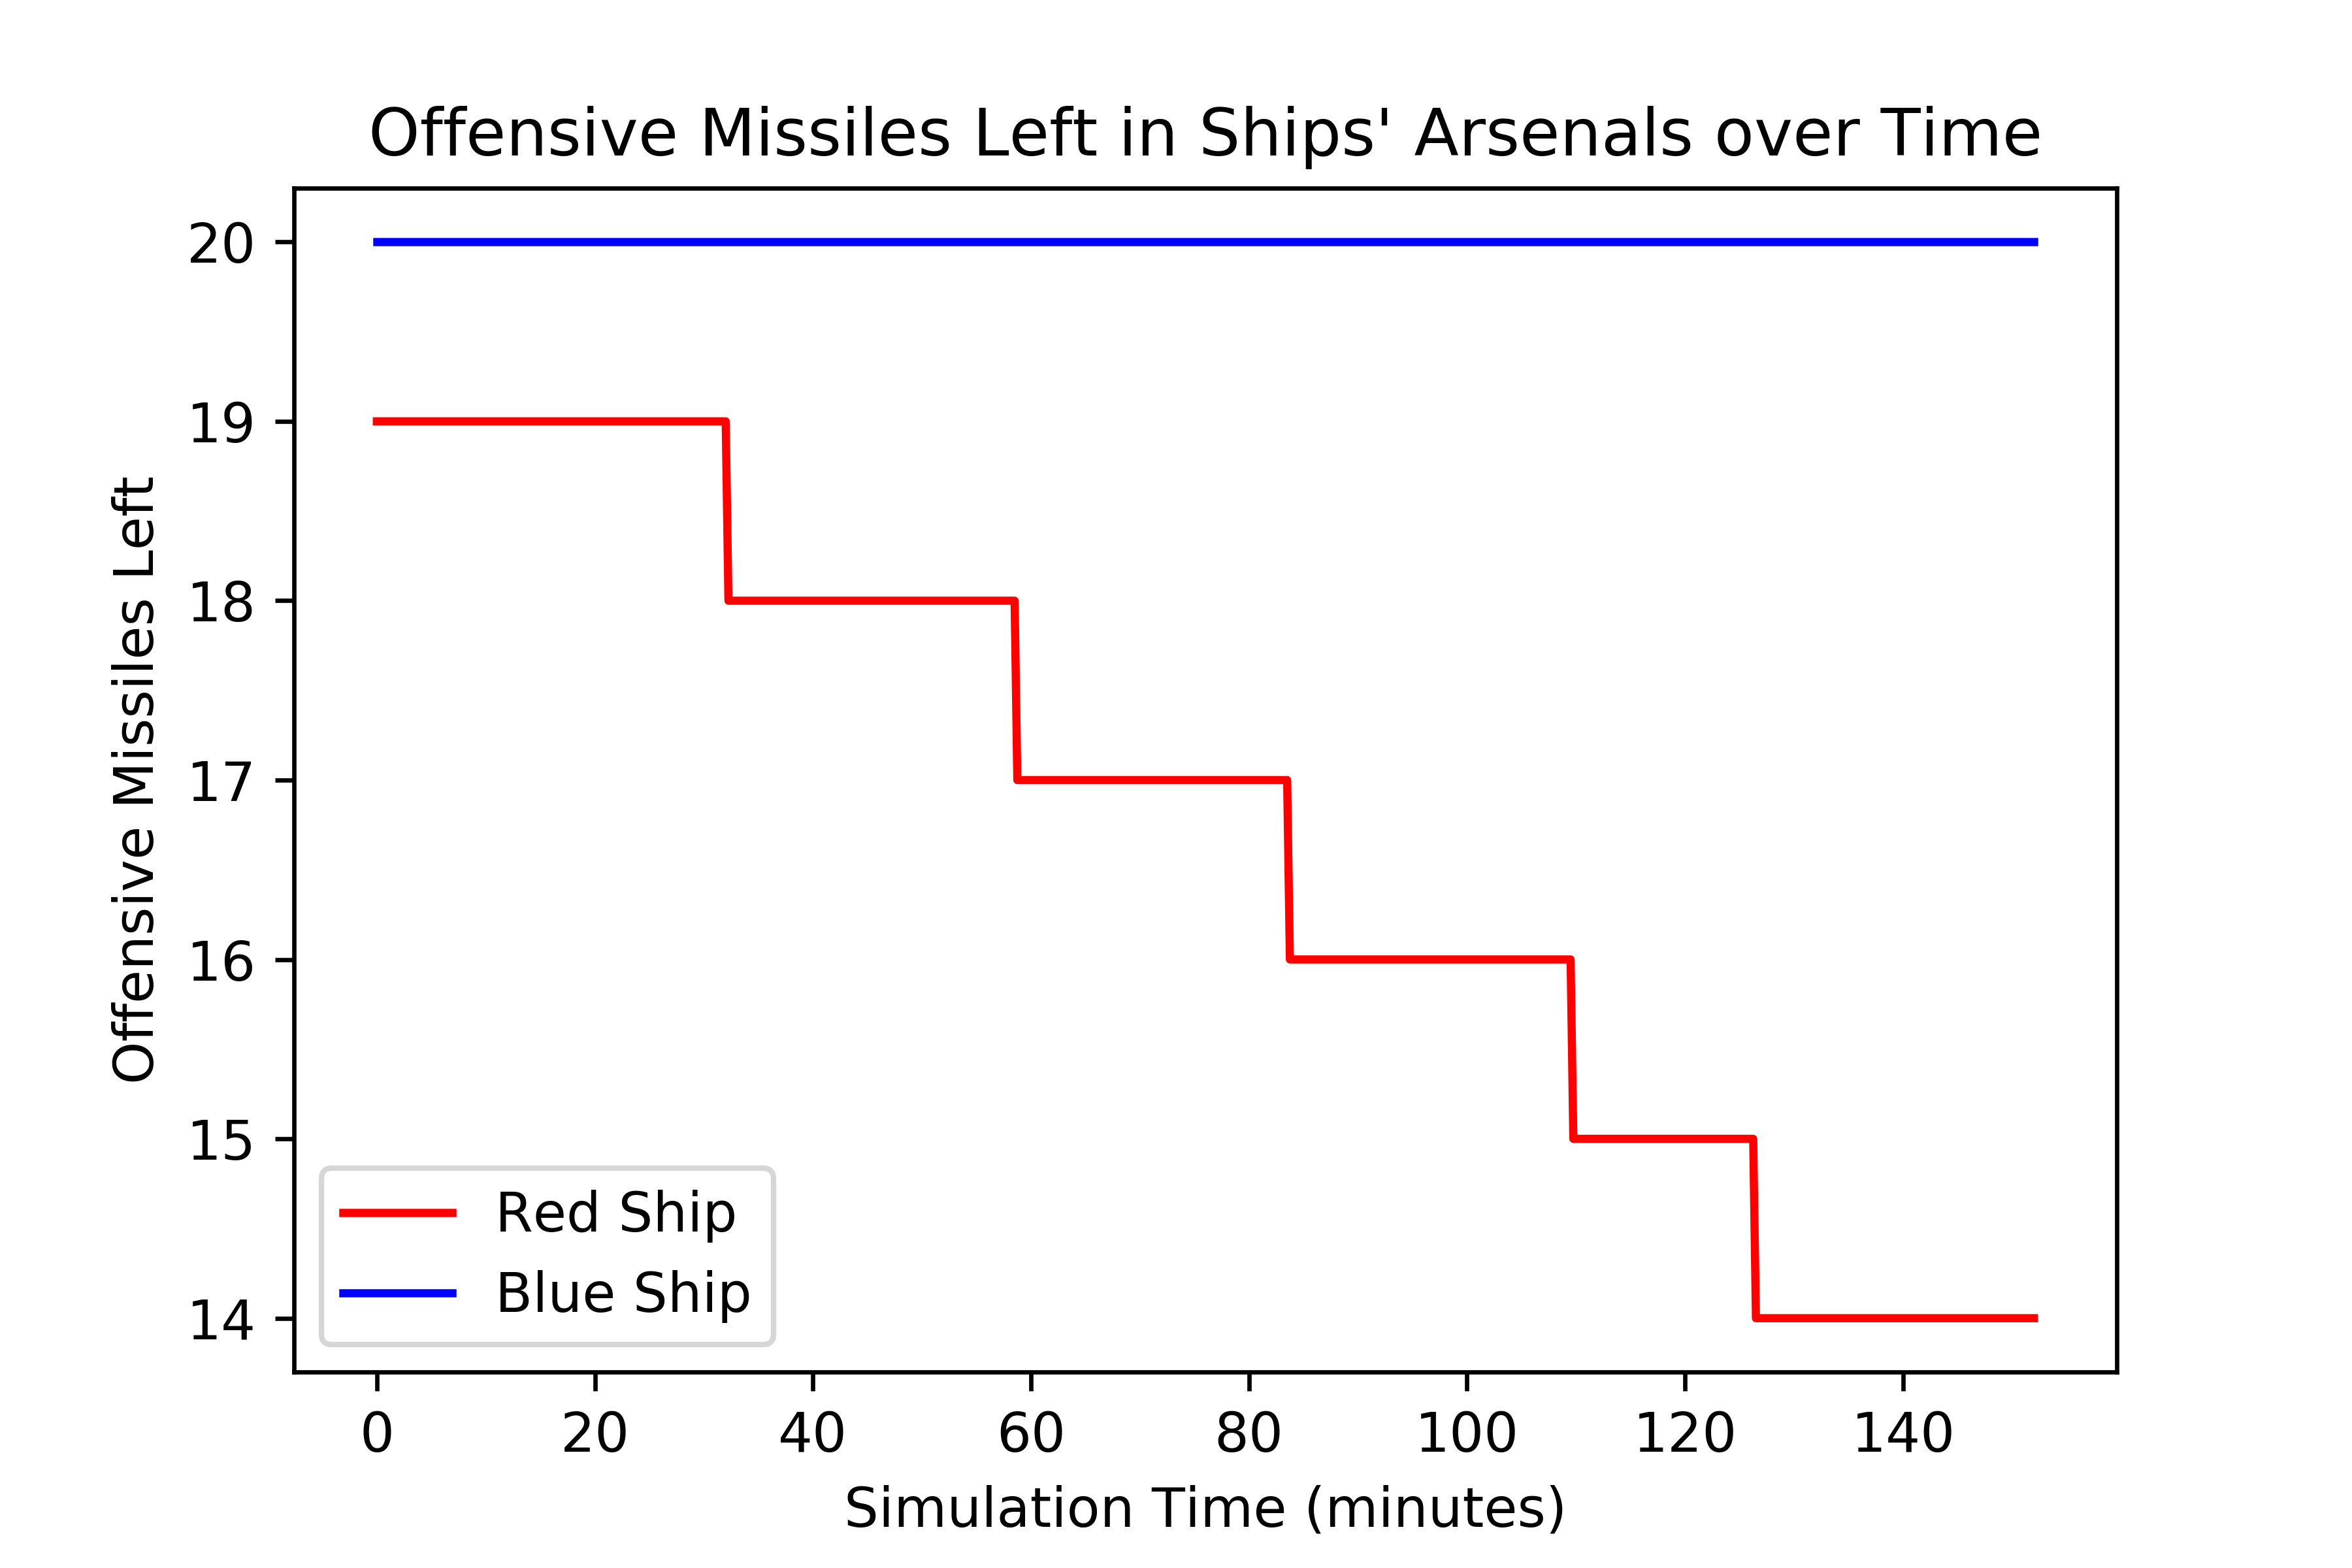 Offensive Missiles Left in Ships' Arsenals over Time
Offensive Missiles Left
20
19
18
17
16
15
14
Red Ship
Blue Ship
0 20 40 60 80 100 120 140
Simulation Time (minutes)